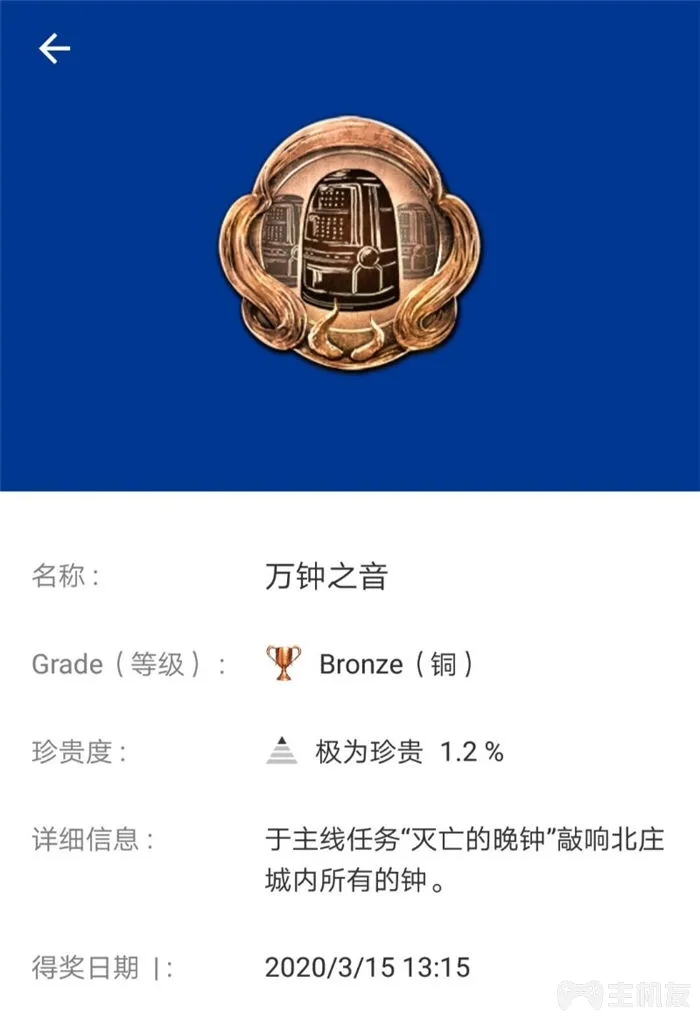 名称：
万钟之音
Grade（等级）：
Bronze（铜）
珍贵度：
极为珍贵 1.2 %
详细信息：
于主线任务“灭亡的晚钟”敲响北庄
城内所有的钟。
得奖日期 |：
2020/3/15 13:15
主机友